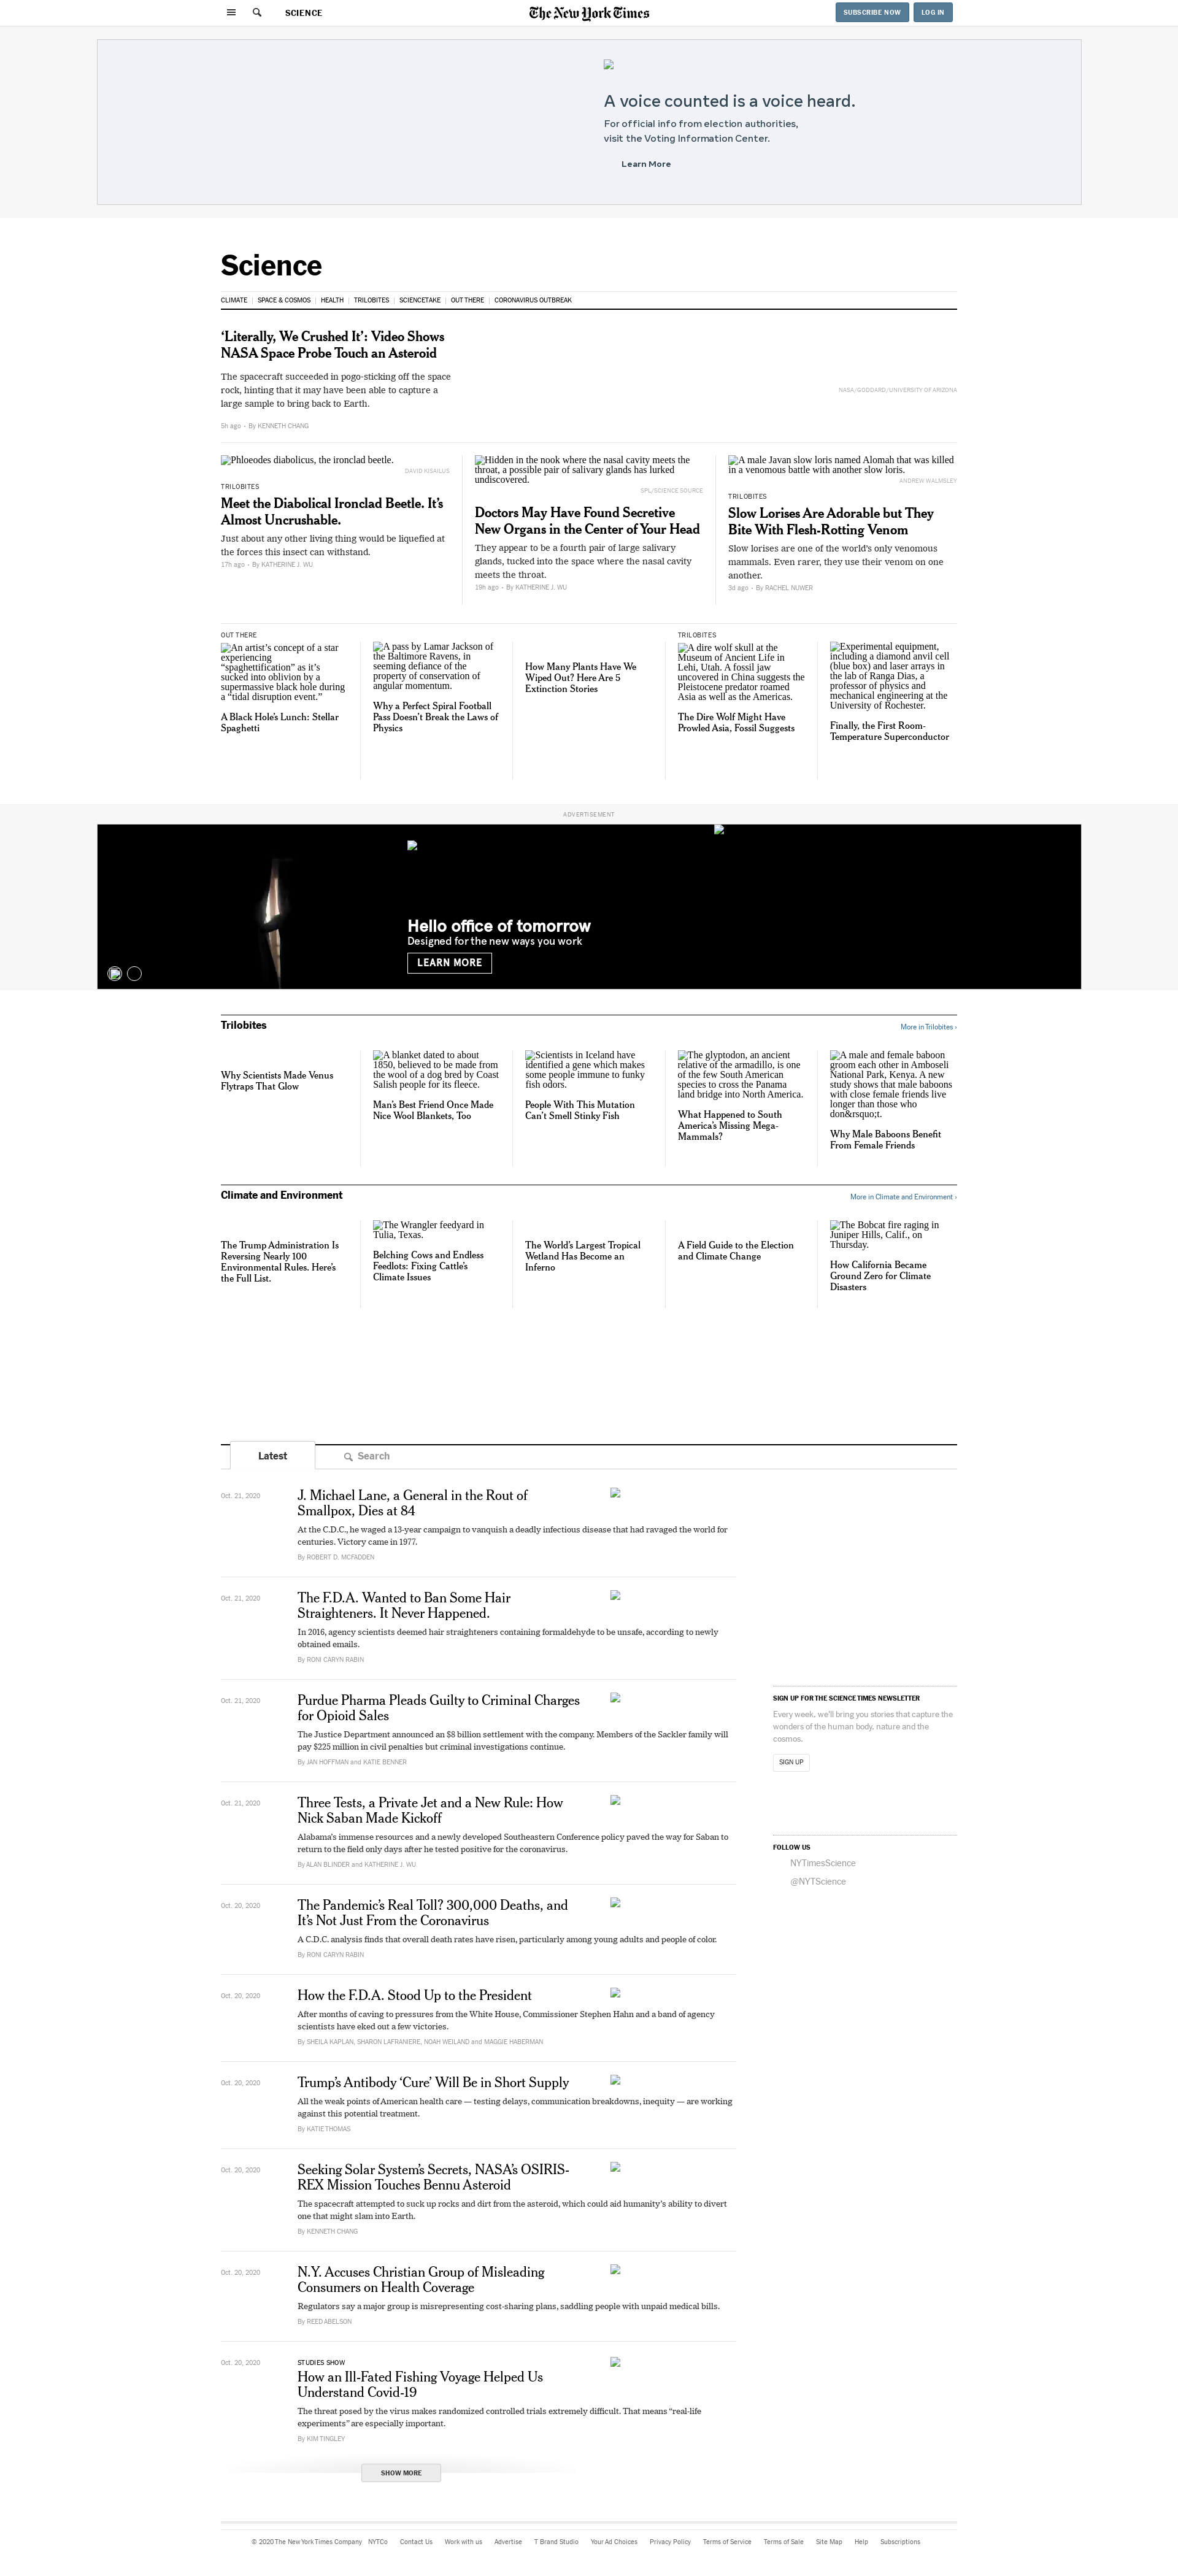 SCIENCE
The New York Times
SUBSCRIBE NOW
LOG IN
A voice counted is a voice heard.
For official info from election authorities,
visit the Voting Information Center.
Learn More
Science
CLIMATE
SPACE & COSMOS
HEALTH
TRILOBITES
SCIENCETAKE
OUT THERE
CORONAVIRUS OUTBREAK
‘Literally, We Crushed It’: Video Shows
NASA Space Probe Touch an Asteroid
The spacecraft succeeded in pogo-sticking off the space
rock, hinting that it may have been able to capture a
large sample to bring back to Earth.
5h ago · By KENNETH CHANG
NASA/GODDARD/UNIVERSITY OF ARIZONA
Phloeodes diabolicus, the ironclad beetle.
DAVID KISAILUS
TRILOBITES
Meet the Diabolical Ironclad Beetle. It’s
Almost Uncrushable.
Just about any other living thing would be liquefied at
the forces this insect can withstand.
17h ago · By KATHERINE J. WU
Hidden in the nook where the nasal cavity meets the
throat, a possible pair of salivary glands has lurked
undiscovered.
SPL/SCIENCE SOURCE
Doctors May Have Found Secretive
New Organs in the Center of Your Head
They appear to be a fourth pair of large salivary
glands, tucked into the space where the nasal cavity
meets the throat.
19h ago · By KATHERINE J. WU
A male Javan slow loris named Alomah that was killed
in a venomous battle with another slow loris.
ANDREW WALMSLEY
TRILOBITES
Slow Lorises Are Adorable but They
Bite With Flesh-Rotting Venom
Slow lorises are one of the world’s only venomous
mammals. Even rarer, they use their venom on one
another.
3d ago · By RACHEL NUWER
OUT THERE
An artist’s concept of a star
experiencing
“spaghettification” as it’s
sucked into oblivion by a
supermassive black hole during
a “tidal disruption event.”
A Black Hole’s Lunch: Stellar
Spaghetti
A pass by Lamar Jackson of
the Baltimore Ravens, in
seeming defiance of the
property of conservation of
angular momentum.
Why a Perfect Spiral Football
Pass Doesn’t Break the Laws of
Physics
How Many Plants Have We
Wiped Out? Here Are 5
Extinction Stories
TRILOBITES
A dire wolf skull at the
Museum of Ancient Life in
Lehi, Utah. A fossil jaw
uncovered in China suggests the
Pleistocene predator roamed
Asia as well as the Americas.
The Dire Wolf Might Have
Prowled Asia, Fossil Suggests
Experimental equipment,
including a diamond anvil cell
(blue box) and laser arrays in
the lab of Ranga Dias, a
professor of physics and
mechanical engineering at the
University of Rochester.
Finally, the First Room-
Temperature Superconductor
ADVERTISEMENT
Hello office of tomorrow
Designed for the new ways you work
LEARN MORE
Trilobites
More in Trilobites ›
Why Scientists Made Venus
Flytraps That Glow
A blanket dated to about
1850, believed to be made from
the wool of a dog bred by Coast
Salish people for its fleece.
Man’s Best Friend Once Made
Nice Wool Blankets, Too
Scientists in Iceland have
identified a gene which makes
some people immune to funky
fish odors.
People With This Mutation
Can’t Smell Stinky Fish
The glyptodon, an ancient
relative of the armadillo, is one
of the few South American
species to cross the Panama
land bridge into North America.
What Happened to South
America’s Missing Mega-
Mammals?
A male and female baboon
groom each other in Amboseli
National Park, Kenya. A new
study shows that male baboons
with close female friends live
longer than those who
don&rsquo;t.
Why Male Baboons Benefit
From Female Friends
Climate and Environment
More in Climate and Environment ›
The Trump Administration Is
Reversing Nearly 100
Environmental Rules. Here’s
the Full List.
The Wrangler feedyard in
Tulia, Texas.
Belching Cows and Endless
Feedlots: Fixing Cattle’s
Climate Issues
The World’s Largest Tropical
Wetland Has Become an
Inferno
A Field Guide to the Election
and Climate Change
The Bobcat fire raging in
Juniper Hills, Calif., on
Thursday.
How California Became
Ground Zero for Climate
Disasters
Latest
Search
Oct. 21, 2020
J. Michael Lane, a General in the Rout of
Smallpox, Dies at 84
At the C.D.C., he waged a 13-year campaign to vanquish a deadly infectious disease that had ravaged the world for
centuries. Victory came in 1977.
By ROBERT D. MCFADDEN
Oct. 21, 2020
The F.D.A. Wanted to Ban Some Hair
Straighteners. It Never Happened.
In 2016, agency scientists deemed hair straighteners containing formaldehyde to be unsafe, according to newly
obtained emails.
By RONI CARYN RABIN
Oct. 21, 2020
Purdue Pharma Pleads Guilty to Criminal Charges
for Opioid Sales
The Justice Department announced an $8 billion settlement with the company. Members of the Sackler family will
pay $225 million in civil penalties but criminal investigations continue.
By JAN HOFFMAN and KATIE BENNER
Oct. 21, 2020
Three Tests, a Private Jet and a New Rule: How
Nick Saban Made Kickoff
Alabama’s immense resources and a newly developed Southeastern Conference policy paved the way for Saban to
return to the field only days after he tested positive for the coronavirus.
By ALAN BLINDER and KATHERINE J. WU
Oct. 20, 2020
The Pandemic’s Real Toll? 300,000 Deaths, and
It’s Not Just From the Coronavirus
A C.D.C. analysis finds that overall death rates have risen, particularly among young adults and people of color.
By RONI CARYN RABIN
Oct. 20, 2020
How the F.D.A. Stood Up to the President
After months of caving to pressures from the White House, Commissioner Stephen Hahn and a band of agency
scientists have eked out a few victories.
By SHEILA KAPLAN, SHARON LAFRANIERE, NOAH WEILAND and MAGGIE HABERMAN
Oct. 20, 2020
Trump’s Antibody ‘Cure’ Will Be in Short Supply
All the weak points of American health care — testing delays, communication breakdowns, inequity — are working
against this potential treatment.
By KATIE THOMAS
Oct. 20, 2020
Seeking Solar System’s Secrets, NASA’s OSIRIS-
REX Mission Touches Bennu Asteroid
The spacecraft attempted to suck up rocks and dirt from the asteroid, which could aid humanity’s ability to divert
one that might slam into Earth.
By KENNETH CHANG
Oct. 20, 2020
N.Y. Accuses Christian Group of Misleading
Consumers on Health Coverage
Regulators say a major group is misrepresenting cost-sharing plans, saddling people with unpaid medical bills.
By REED ABELSON
Oct. 20, 2020
STUDIES SHOW
How an Ill-Fated Fishing Voyage Helped Us
Understand Covid-19
The threat posed by the virus makes randomized controlled trials extremely difficult. That means “real-life
experiments” are especially important.
By KIM TINGLEY
SHOW MORE
SIGN UP FOR THE SCIENCE TIMES NEWSLETTER
Every week, we’ll bring you stories that capture the
wonders of the human body, nature and the
cosmos.
SIGN UP
FOLLOW US
NYTimesScience
@NYTScience
© 2020 The New York Times Company
NYTCo
Contact Us
Work with us
Advertise
T Brand Studio
Your Ad Choices
Privacy Policy
Terms of Service
Terms of Sale
Site Map
Help
Subscriptions